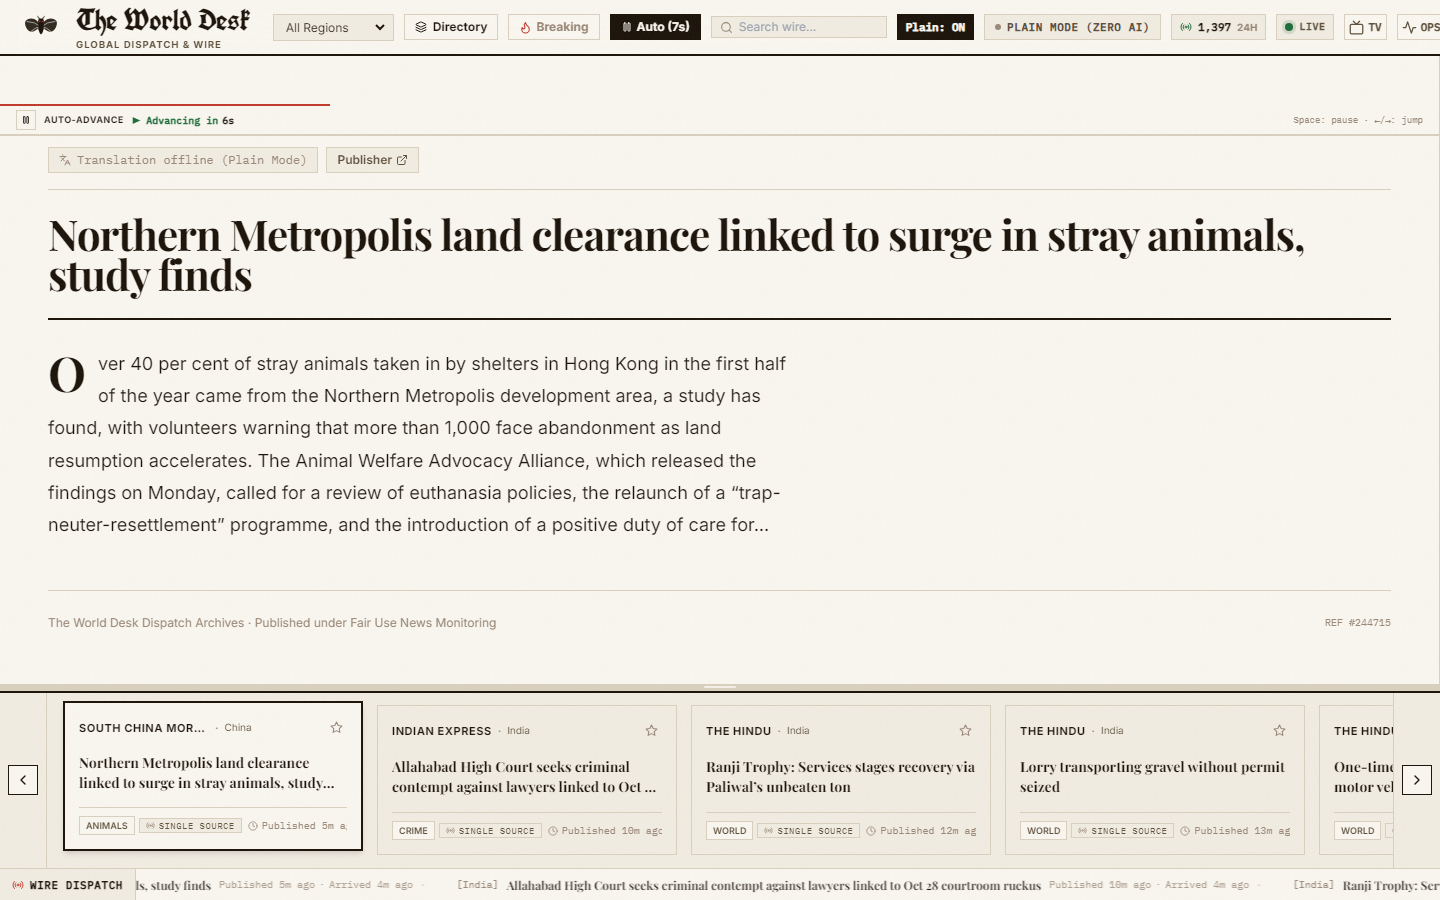 The World Desk
GLOBAL DISPATCH & WIRE
All Regions
Directory
Breaking
Auto (7s)
Search wire...
Plain: ON
PLAIN MODE (ZERO AI)
1,397 24H
LIVE
TV
OPS
AUTO-ADVANCE ▶ Advancing in 6s
Space: pause · ←/→: jump
Translation offline (Plain Mode)
Publisher
Northern Metropolis land clearance linked to surge in stray animals,
study finds
Over 40 per cent of stray animals taken in by shelters in Hong Kong in the first half
of the year came from the Northern Metropolis development area, a study has
found, with volunteers warning that more than 1,000 face abandonment as land
resumption accelerates. The Animal Welfare Advocacy Alliance, which released the
findings on Monday, called for a review of euthanasia policies, the relaunch of a “trap-
neuter-resettlement” programme, and the introduction of a positive duty of care for...
The World Desk Dispatch Archives · Published under Fair Use News Monitoring
REF #244715
SOUTH CHINA MOR... · China
Northern Metropolis land clearance
linked to surge in stray animals, study...
ANIMALS
SINGLE SOURCE
Published 5m a
INDIAN EXPRESS · India
Allahabad High Court seeks criminal
contempt against lawyers linked to Oct ...
CRIME
SINGLE SOURCE
Published 10m ago
THE HINDU · India
Ranji Trophy: Services stages recovery via
Paliwal's unbeaten ton
WORLD
SINGLE SOURCE
Published 12m ag
THE HINDU · India
Lorry transporting gravel without permit
seized
WORLD
SINGLE SOURCE
Published 13m ag
THE HINDU
One-time
motor vel
WORLD
WIRE DISPATCH
ls, study finds Published 5m ago · Arrived 4m ago ·
[India] Allahabad High Court seeks criminal contempt against lawyers linked to Oct 28 courtroom ruckus Published 10m ago · Arrived 4m ago ·
[India] Ranji Trophy: Ser